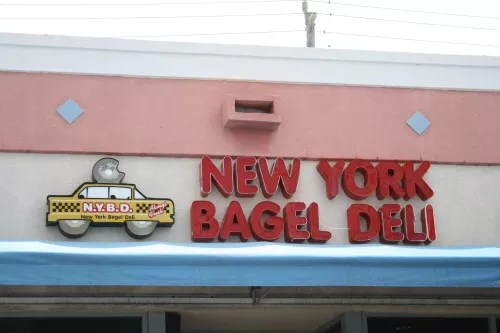 NEW YORK
BAGEL DELI
N.Y.B.D.
New York Bagel Deli